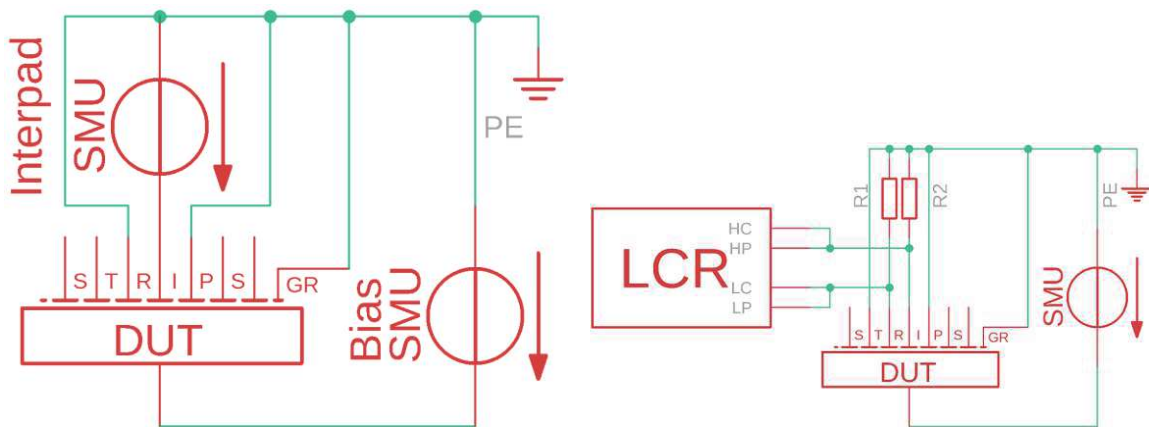 Interpad
SMU
PE
S T R I P S
GR
DUT
Bias
SMU
R1
R2
PE
HC
HP
LC
LP
LCR
SMU
S T R I P S
GR
DUT